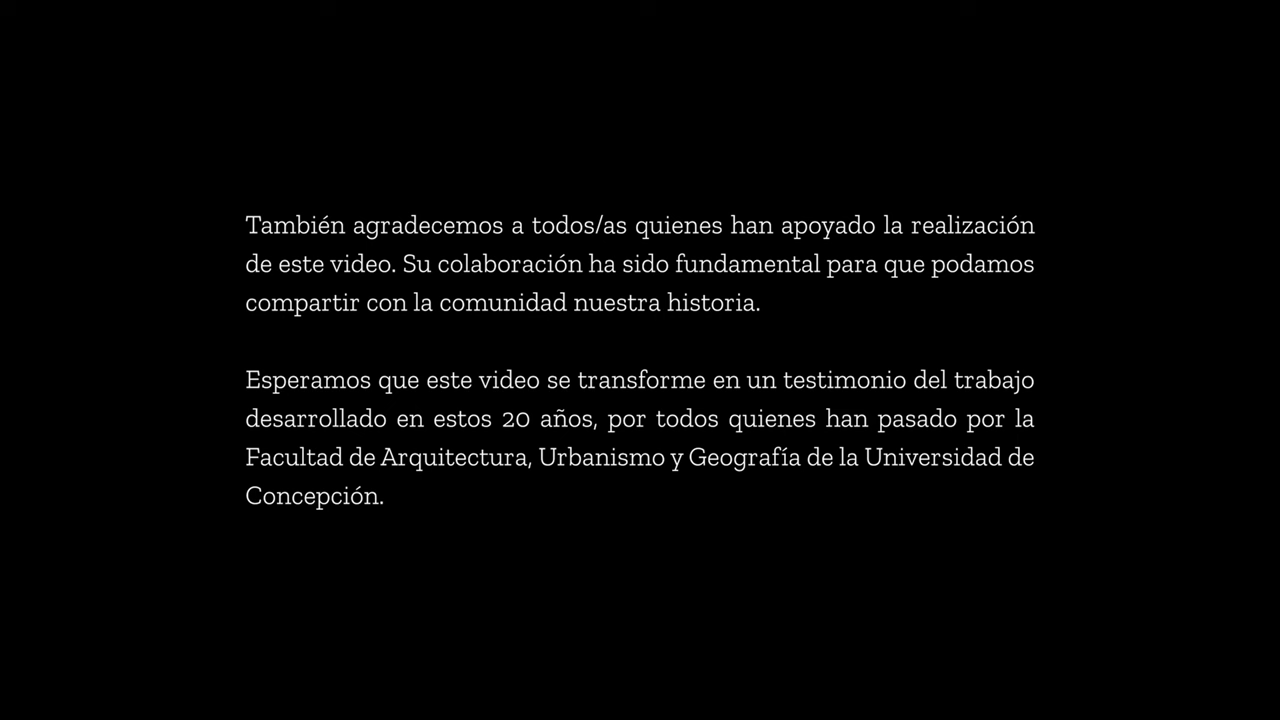 También agradecemos a todos/as quienes han apoyado la realización
de este video. Su colaboración ha sido fundamental para que podamos
compartir con la comunidad nuestra historia.
Esperamos que este video se transforme en un testimonio del trabajo
desarrollado en estos 20 años, por todos quienes han pasado por la
Facultad de Arquitectura, Urbanismo y Geografía de la Universidad de
Concepción.